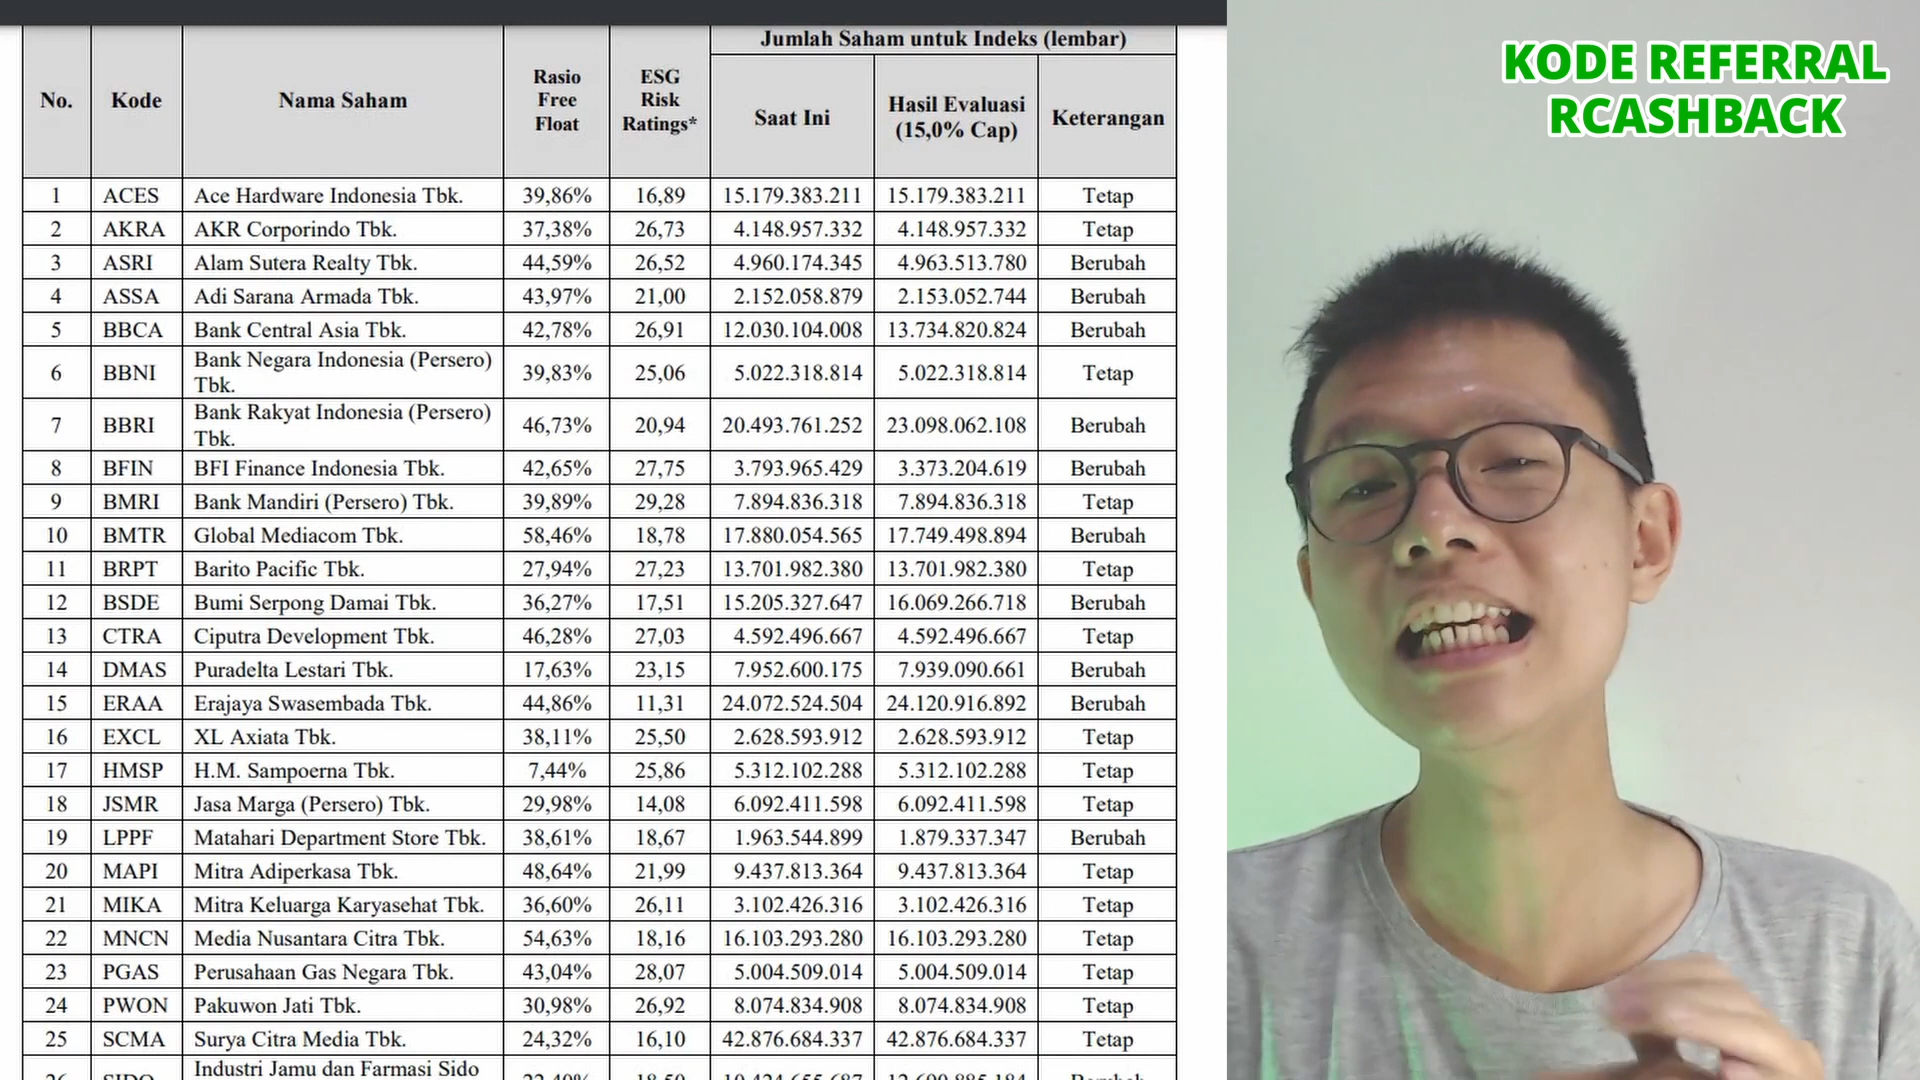 Jumlah Saham untuk Indeks (lembar)
No. Kode Nama Saham Rasio Free Float ESG Risk Ratings* Saat Ini Hasil Evaluasi (15,0% Cap) Keterangan
1 ACES Ace Hardware Indonesia Tbk. 39,86% 16,89 15.179.383.211 15.179.383.211 Tetap
2 AKRA AKR Corporindo Tbk. 37,38% 26,73 4.148.957.332 4.148.957.332 Tetap
3 ASRI Alam Sutera Realty Tbk. 44,59% 26,52 4.960.174.345 4.963.513.780 Berubah
4 ASSA Adi Sarana Armada Tbk. 43,97% 21,00 2.152.058.879 2.153.052.744 Berubah
5 BBCA Bank Central Asia Tbk. 42,78% 26,91 12.030.104.008 13.734.820.824 Berubah
6 BBNI Bank Negara Indonesia (Persero) Tbk. 39,83% 25,06 5.022.318.814 5.022.318.814 Tetap
7 BBRI Bank Rakyat Indonesia (Persero) Tbk. 46,73% 20,94 20.493.761.252 23.098.062.108 Berubah
8 BFIN BFI Finance Indonesia Tbk. 42,65% 27,75 3.793.965.429 3.373.204.619 Berubah
9 BMRI Bank Mandiri (Persero) Tbk. 39,89% 29,28 7.894.836.318 7.894.836.318 Tetap
10 BMTR Global Mediacom Tbk. 58,46% 18,78 17.880.054.565 17.749.498.894 Berubah
11 BRPT Barito Pacific Tbk. 27,94% 27,23 13.701.982.380 13.701.982.380 Tetap
12 BSDE Bumi Serpong Damai Tbk. 36,27% 17,51 15.205.327.647 16.069.266.718 Berubah
13 CTRA Ciputra Development Tbk. 46,28% 27,03 4.592.496.667 4.592.496.667 Tetap
14 DMAS Puradelta Lestari Tbk. 17,63% 23,15 7.952.600.175 7.939.090.661 Berubah
15 ERAA Erajaya Swasembada Tbk. 44,86% 11,31 24.072.524.504 24.120.916.892 Berubah
16 EXCL XL Axiata Tbk. 38,11% 25,50 2.628.593.912 2.628.593.912 Tetap
17 HMSP H.M. Sampoerna Tbk. 7,44% 25,86 5.312.102.288 5.312.102.288 Tetap
18 JSMR Jasa Marga (Persero) Tbk. 29,98% 14,08 6.092.411.598 6.092.411.598 Tetap
19 LPPF Matahari Department Store Tbk. 38,61% 18,67 1.963.544.899 1.879.337.347 Berubah
20 MAPI Mitra Adiperkasa Tbk. 48,64% 21,99 9.437.813.364 9.437.813.364 Tetap
21 MIKA Mitra Keluarga Karyasehat Tbk. 36,60% 26,11 3.102.426.316 3.102.426.316 Tetap
22 MNCN Media Nusantara Citra Tbk. 54,63% 18,16 16.103.293.280 16.103.293.280 Tetap
23 PGAS Perusahaan Gas Negara Tbk. 43,04% 28,07 5.004.509.014 5.004.509.014 Tetap
24 PWON Pakuwon Jati Tbk. 30,98% 26,92 8.074.834.908 8.074.834.908 Tetap
25 SCMA Surya Citra Media Tbk. 24,32% 16,10 42.876.684.337 42.876.684.337 Tetap
Industri Jamu dan Farmasi Sido
KODE REFERRAL
RCASHBACK